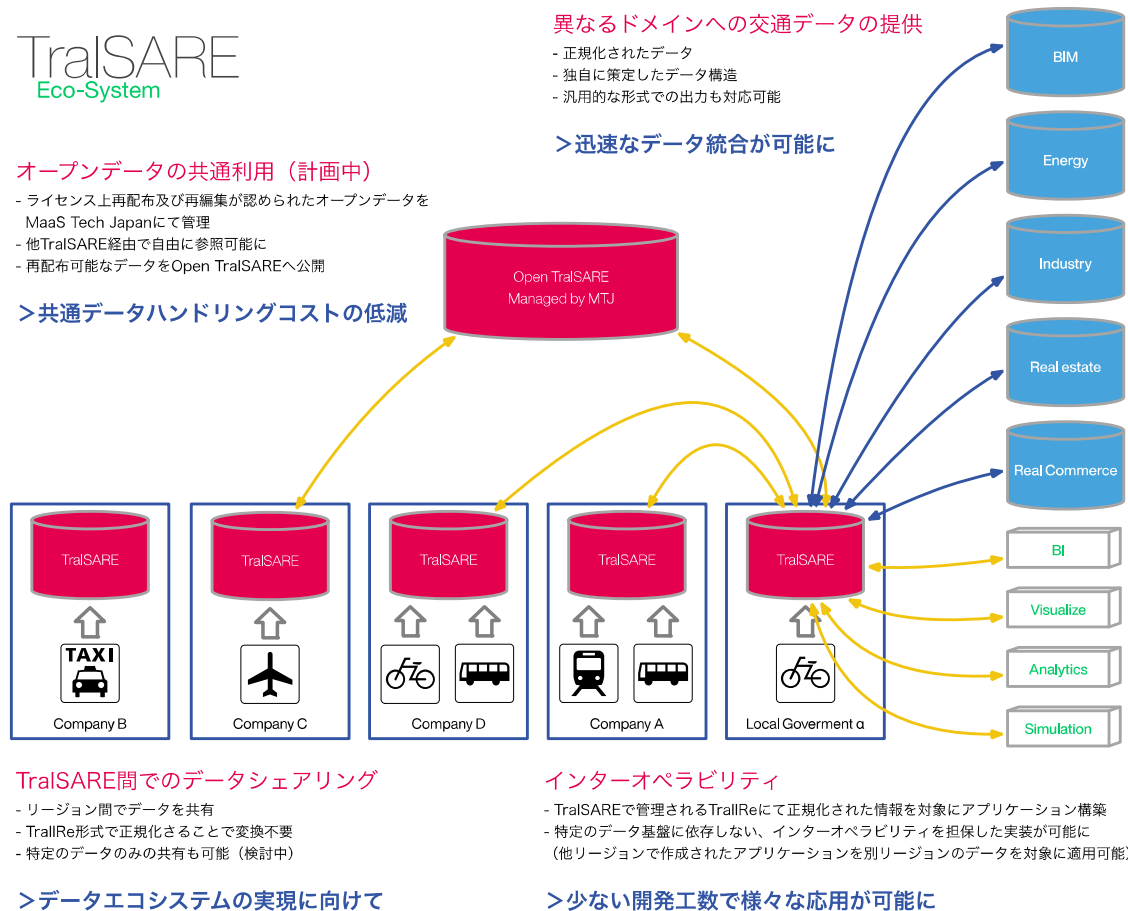 TraISARE
Eco-System
異なるドメインへの交通データの提供
- 正規化されたデータ
- 独自に策定したデータ構造
- 汎用的な形式での出力も対応可能
＞迅速なデータ統合が可能に
オープンデータの共通利用（計画中）
- ライセンス上再配布及び再編集が認められたオープンデータを
MaaS Tech Japanにて管理
- 他TraISARE経由で自由に参照可能に
- 再配布可能なデータをOpen TraISAREへ公開
＞共通データハンドリングコストの低減
Open TraISARE
Managed by MTJ
BIM
Energy
Industry
Real estate
Real Commerce
BI
Visualize
Analytics
Simulation
TraISARE
TraISARE
TraISARE
TraISARE
TraISARE
TAXI
Company B
Company C
Company D
Company A
Local Goverment α
TraISARE間でのデータシェアリング
- リージョン間でデータを共有
- TraIIRe形式で正規化さることで変換不要
- 特定のデータのみの共有も可能（検討中）
＞データエコシステムの実現に向けて
インターオペラビリティ
- TraISAREで管理されるTraIIReにて正規化された情報を対象にアプリケーション構築
- 特定のデータ基盤に依存しない、インターオペラビリティを担保した実装が可能に
（他リージョンで作成されたアプリケーションを別リージョンのデータを対象に適用可能）
＞少ない開発工数で様々な応用が可能に